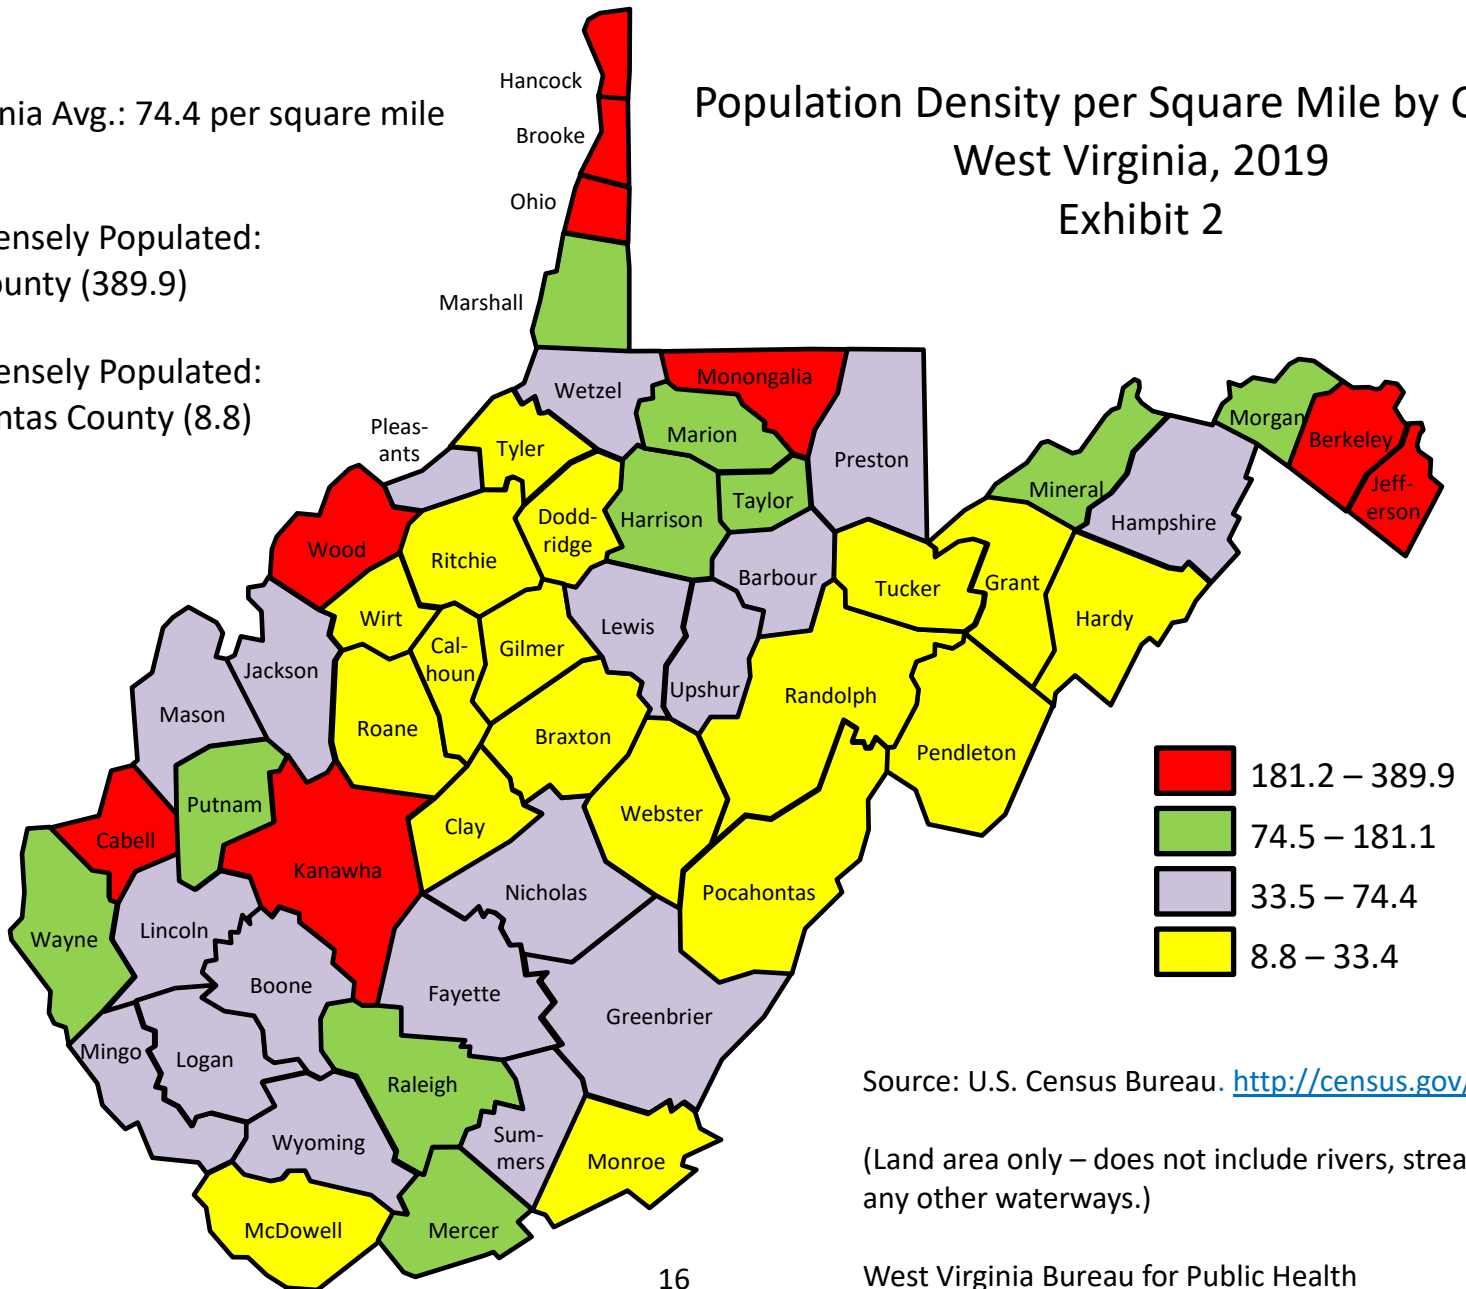 nia Avg.: 74.4 per square mile
ensely Populated:
ounty (389.9)
ensely Populated:
ntas County (8.8)
Population Density per Square Mile by C
West Virginia, 2019
Exhibit 2
Hancock
Brooke
Ohio
Marshall
Wetzel
Monongalia
Marion
Preston
Pleas-
ants
Tyler
Taylor
Harrison
Dodd-
ridge
Ritchie
Wood
Wirt
Cal-
houn
Gilmer
Lewis
Barbour
Upshur
Tucker
Grant
Mineral
Hampshire
Morgan
Berkeley
Jeff-
erson
Hardy
Randolph
Pendleton
Jackson
Mason
Roane
Braxton
Webster
Pocahontas
Clay
Putnam
Cabell
Kanawha
Nicholas
Wayne
Lincoln
Boone
Fayette
Greenbrier
Mingo
Logan
Raleigh
Wyoming
Sum-
mers
Monroe
McDowell
Mercer
181.2 – 389.9
74.5 – 181.1
33.5 – 74.4
8.8 – 33.4
Source: U.S. Census Bureau. http://census.gov/
(Land area only – does not include rivers, strea
any other waterways.)
West Virginia Bureau for Public Health
16